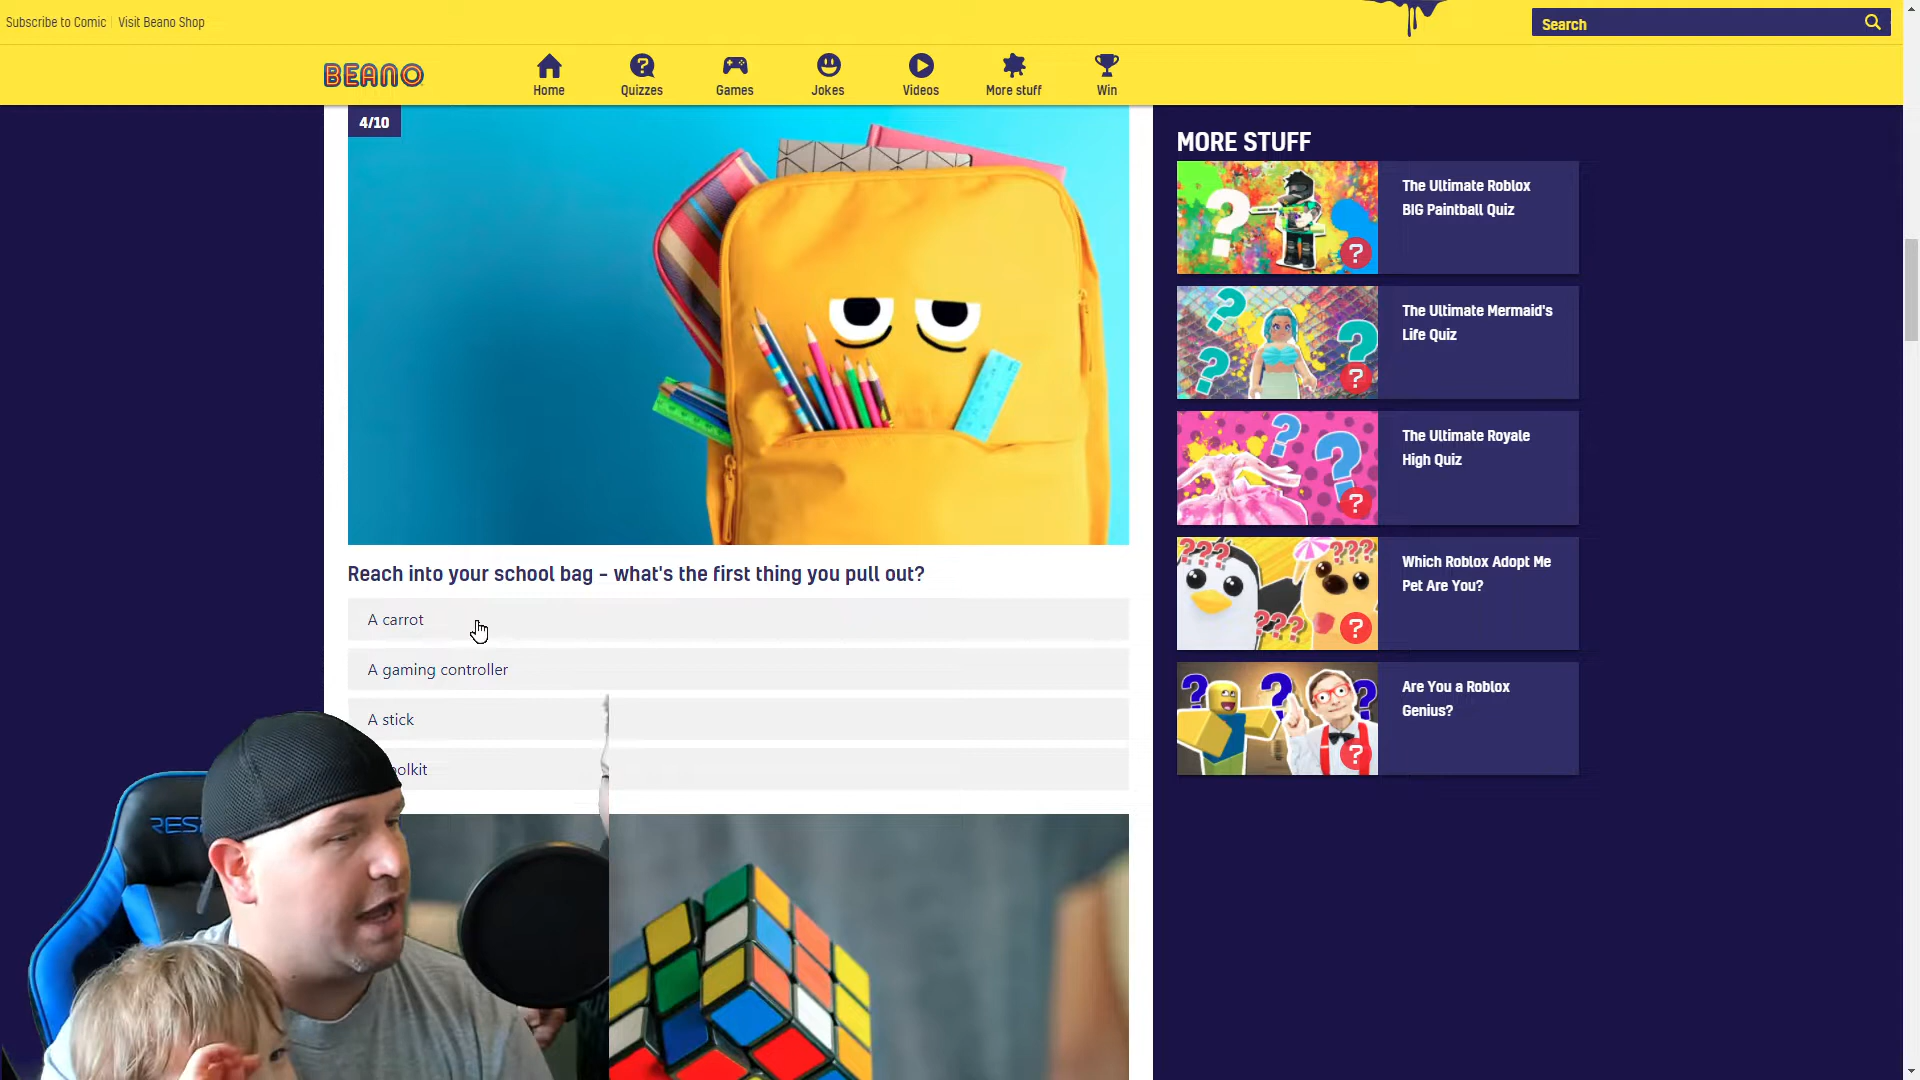 Subscribe to Comic
Visit Beano Shop
Search
BEANO
Home
Quizzes
Games
Jokes
Videos
More stuff
Win
4/10
MORE STUFF
The Ultimate Roblox
BIG Paintball Quiz
The Ultimate Mermaid's
Life Quiz
The Ultimate Royale
High Quiz
Which Roblox Adopt Me
Pet Are You?
Are You a Roblox
Genius?
Reach into your school bag – what's the first thing you pull out?
A carrot
A gaming controller
A stick